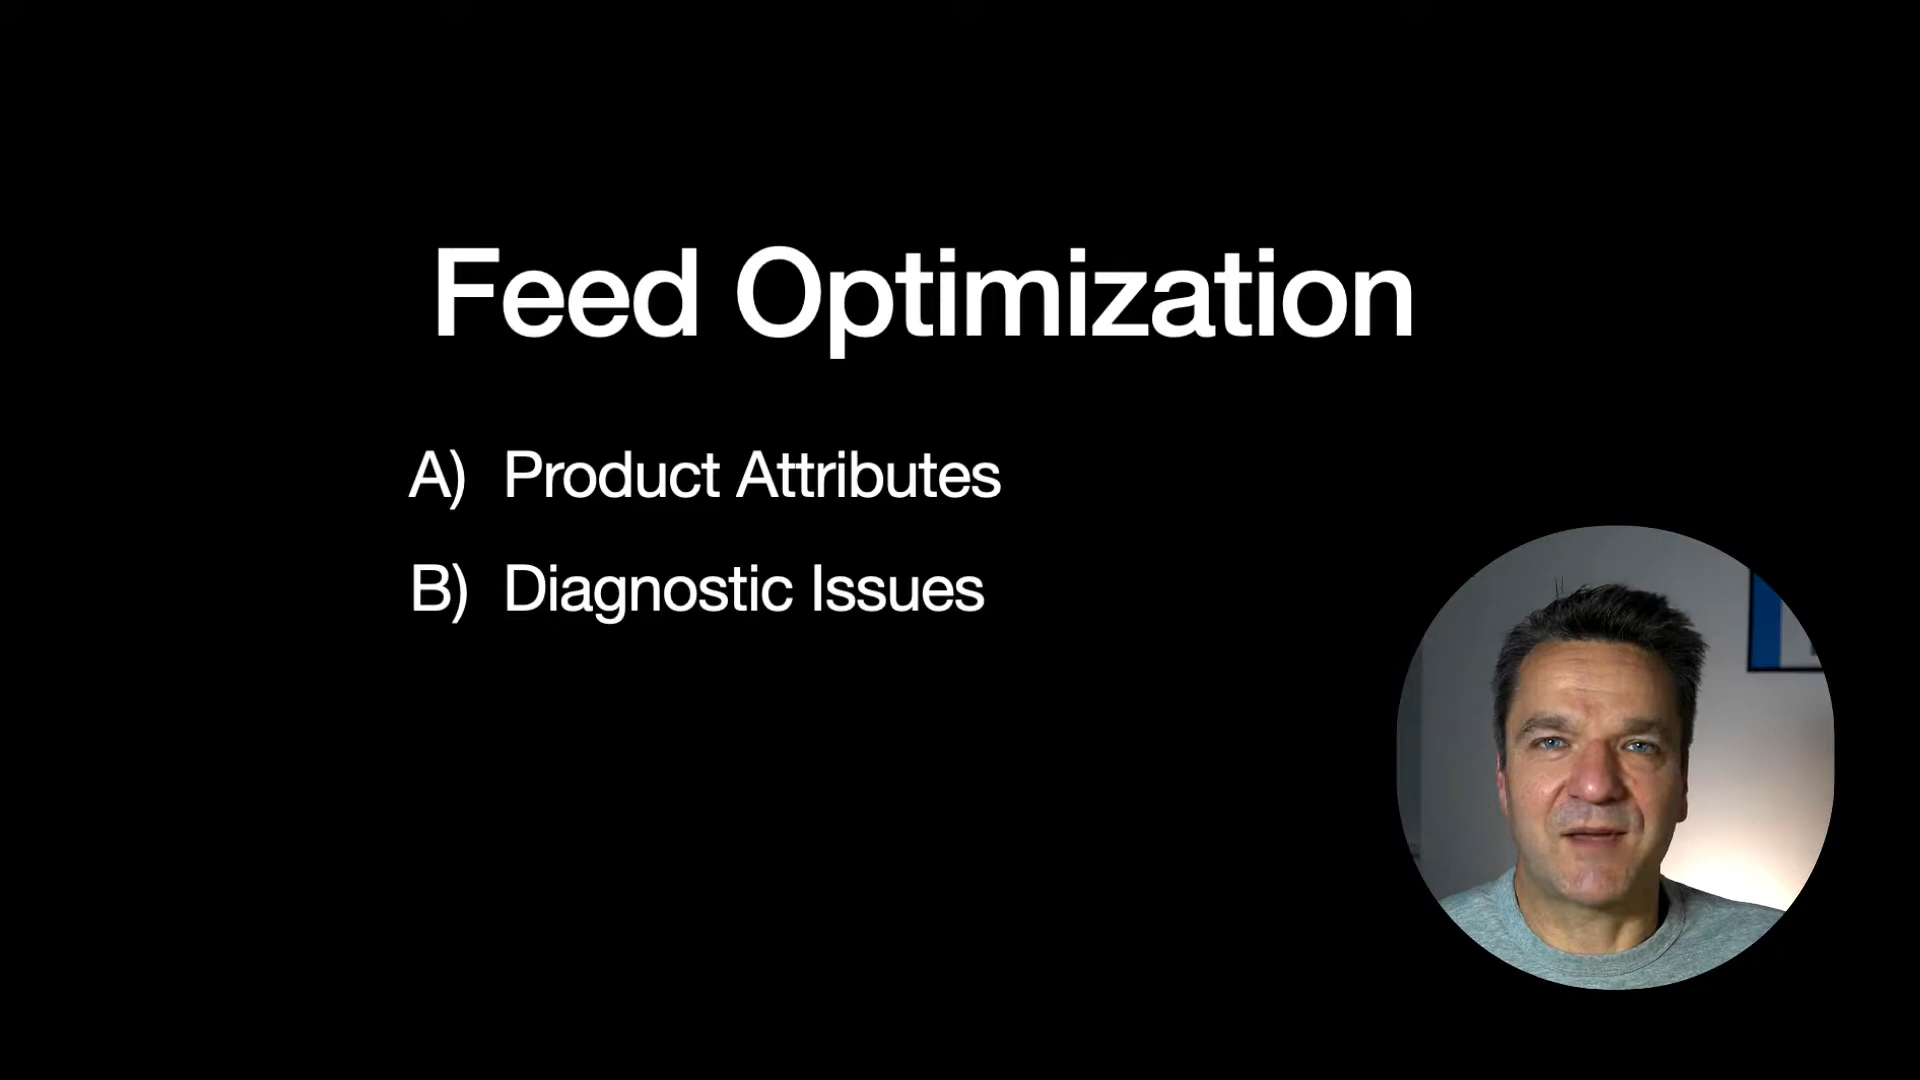 Feed Optimization
A) Product Attributes
B) Diagnostic Issues